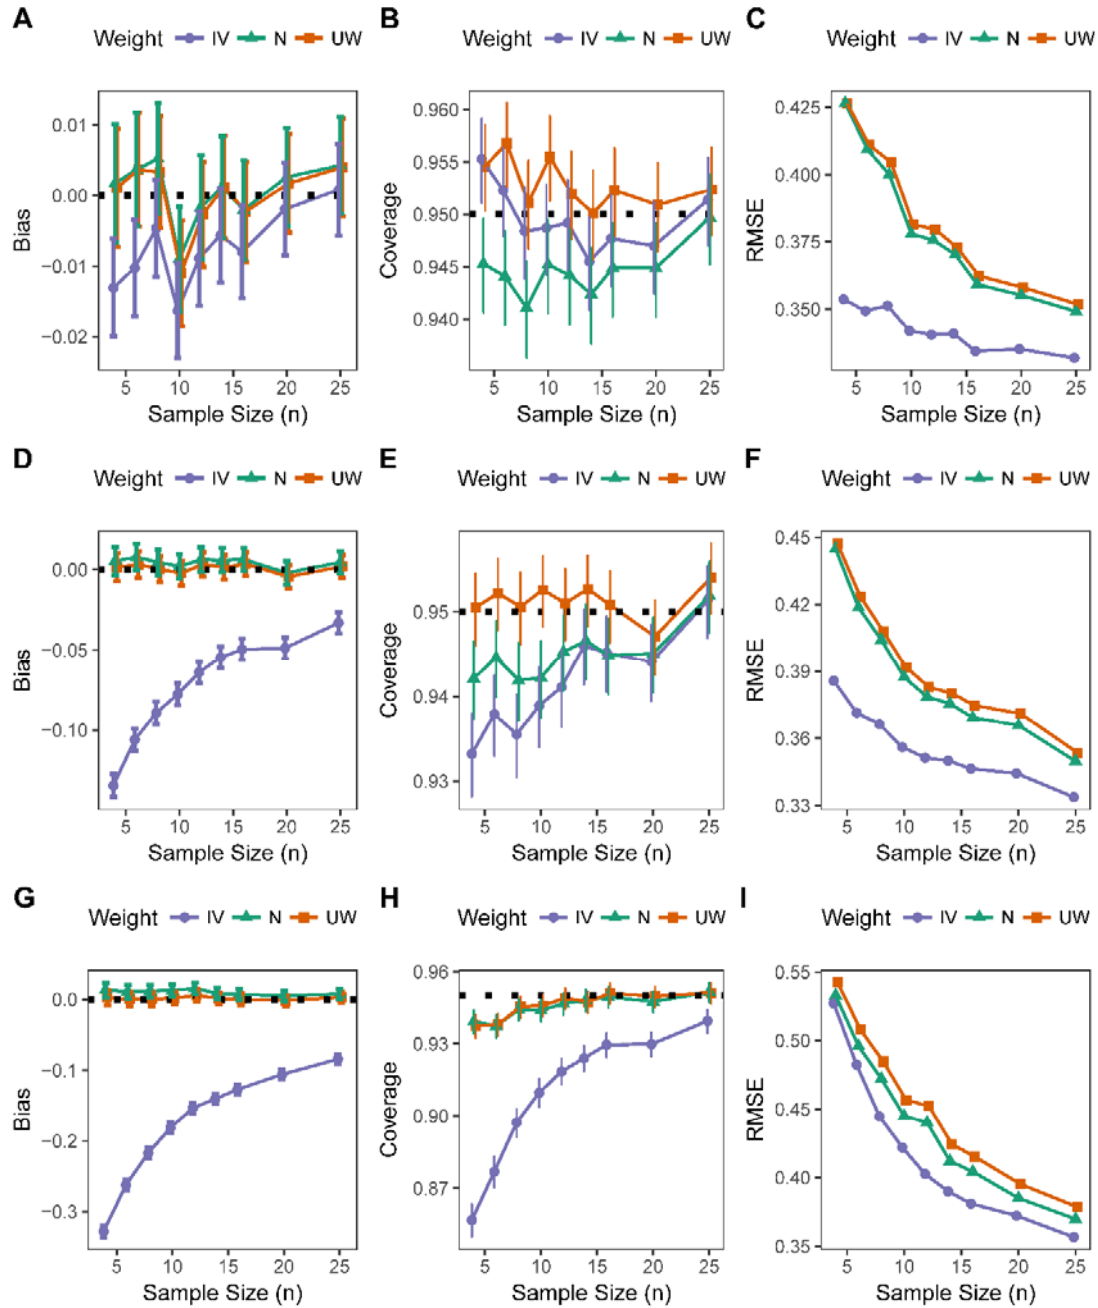 A
Weight IV N UW
0.01
0.00
−0.01
−0.02
Bias
5 10 15 20 25
Sample Size (n)
B
Weight IV N UW
0.960
0.955
0.950
0.945
0.940
Coverage
5 10 15 20 25
Sample Size (n)
C
Weight IV N UW
0.425
0.400
0.375
0.350
RMSE
5 10 15 20 25
Sample Size (n)
D
Weight IV N UW
0.00
−0.05
−0.10
Bias
5 10 15 20 25
Sample Size (n)
E
Weight IV N UW
0.95
0.94
0.93
Coverage
5 10 15 20 25
Sample Size (n)
F
Weight IV N UW
0.45
0.42
0.39
0.36
0.33
RMSE
5 10 15 20 25
Sample Size (n)
G
Weight IV N UW
0.0
−0.1
−0.2
−0.3
Bias
5 10 15 20 25
Sample Size (n)
H
Weight IV N UW
0.96
0.93
0.90
0.87
Coverage
5 10 15 20 25
Sample Size (n)
I
Weight IV N UW
0.55
0.50
0.45
0.40
0.35
RMSE
5 10 15 20 25
Sample Size (n)